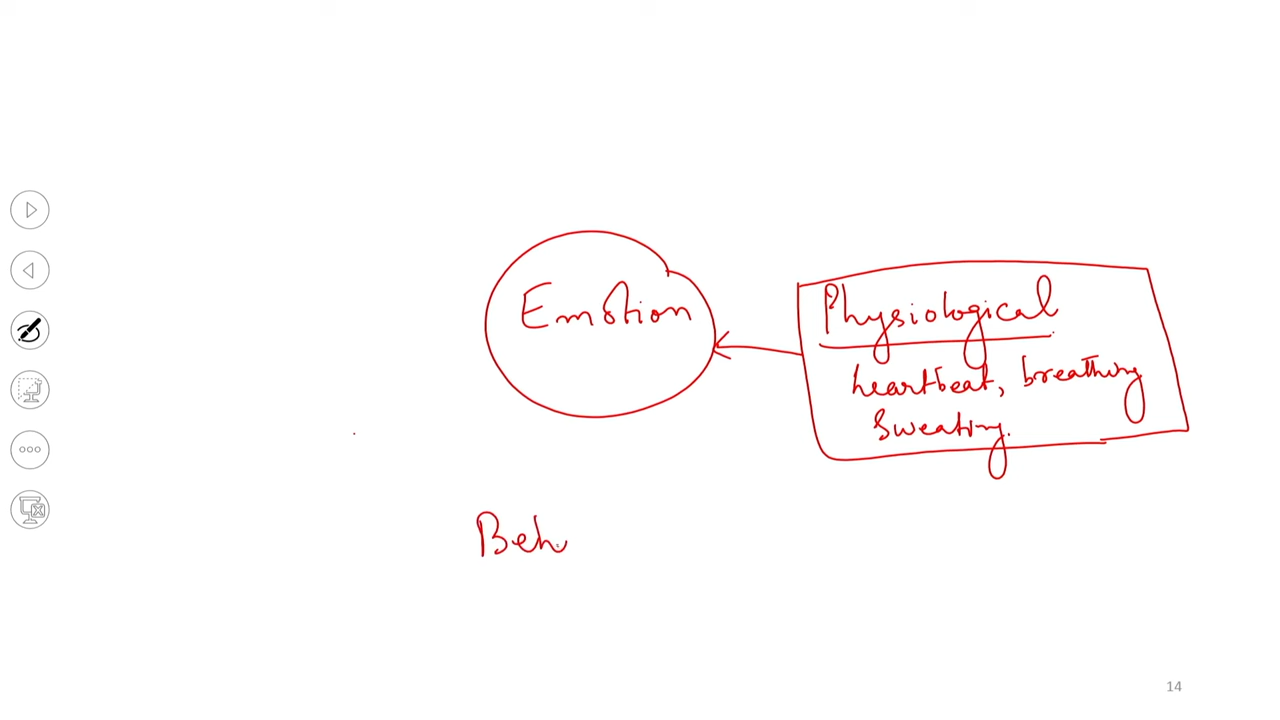 Emotion
Physiological
heartbeat, breathing
Sweating.
Beh
14